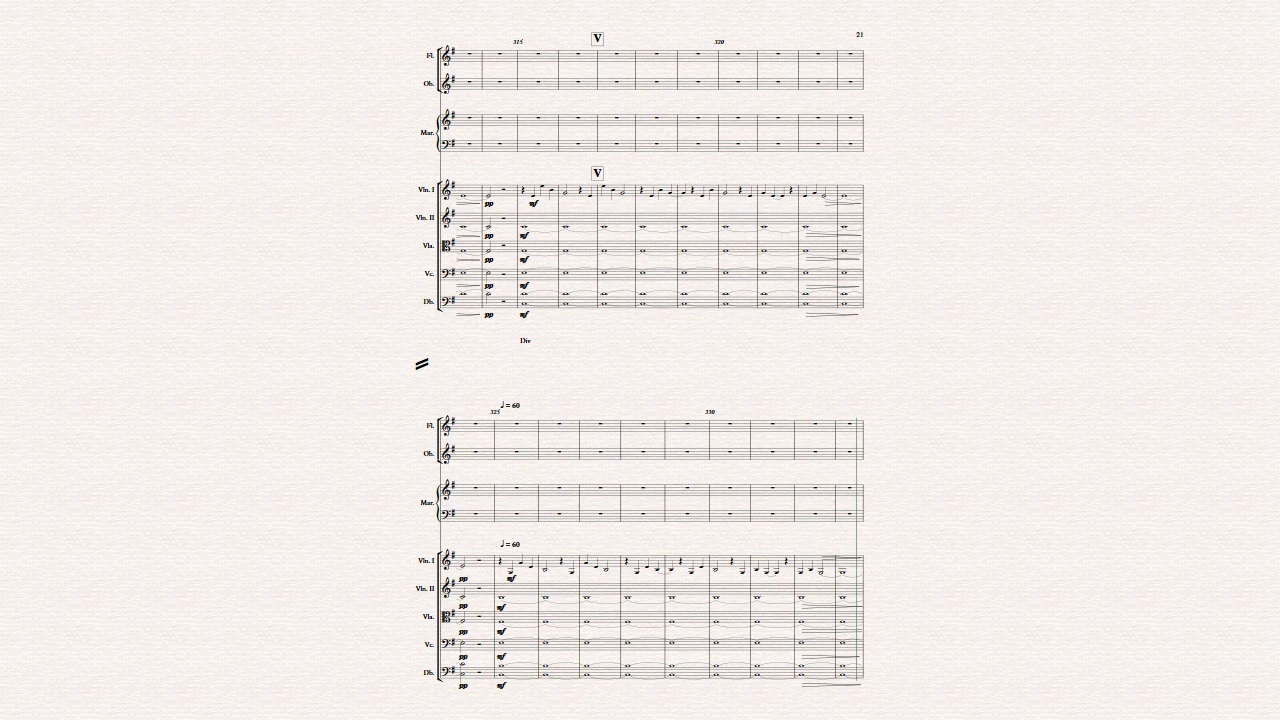 21
315 V 320
Fl.
Ob.
Mar.
V
Vln. I
pp mf
Vln. II
pp mf
Vla.
pp mf
Vc.
pp mf
Db.
pp mf
Div
♩ = 60
325 330
Fl.
Ob.
Mar.
♩ = 60
Vln. I
pp mf
Vln. II
pp mf
Vla.
pp mf
Vc.
pp mf
Db.
pp mf